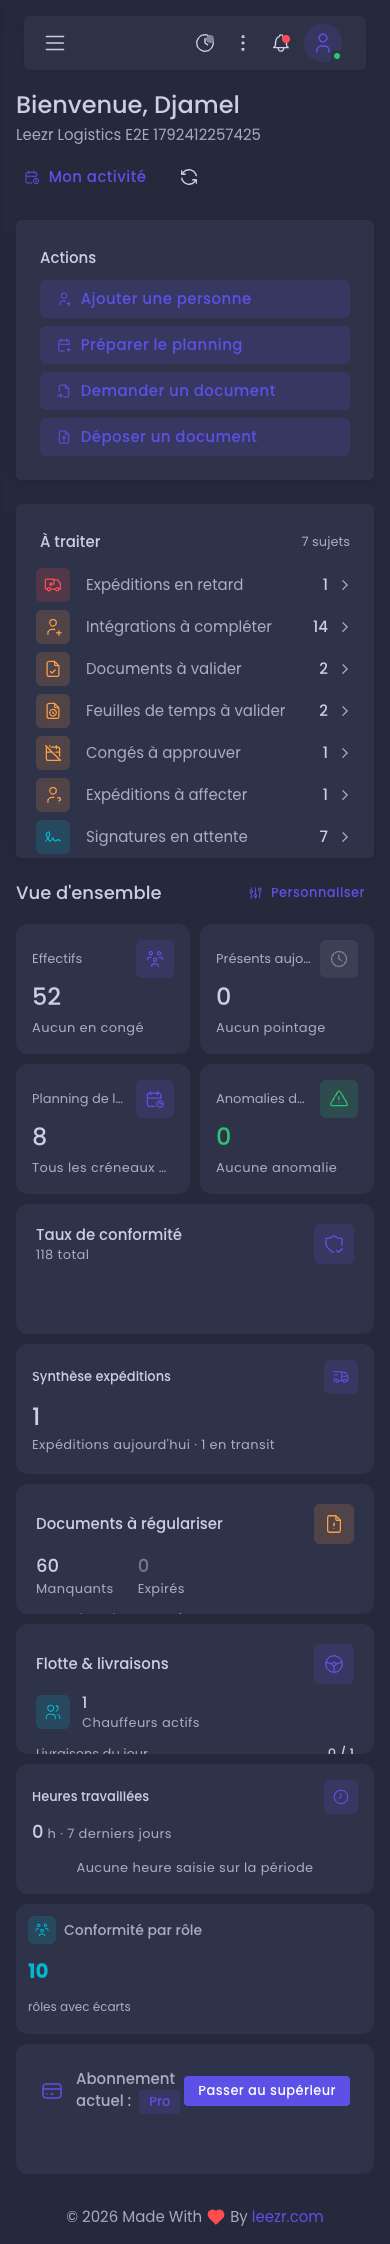 Bienvenue, Djamel
Leezr Logistics E2E 1792412257425
Mon activité
Actions
Ajouter une personne
Préparer le planning
Demander un document
Déposer un document
À traiter 7 sujets
Expéditions en retard 1
Intégrations à compléter 14
Documents à valider 2
Feuilles de temps à valider 2
Congés à approuver 1
Expéditions à affecter 1
Signatures en attente 7
Vue d'ensemble Personnaliser
Effectifs
52
Aucun en congé
Présents aujo...
0
Aucun pointage
Planning de l...
8
Tous les créneaux ...
Anomalies d...
0
Aucune anomalie
Taux de conformité
118 total
Synthèse expéditions
1
Expéditions aujourd'hui · 1 en transit
Documents à régulariser
60 0
Manquants Expirés
Flotte & livraisons
1
Chauffeurs actifs
Livraisons du jour 0 / 1
Heures travaillées
0 h · 7 derniers jours
Aucune heure saisie sur la période
Conformité par rôle
10
rôles avec écarts
Abonnement
actuel : Pro
Passer au supérieur
© 2026 Made With By leezr.com